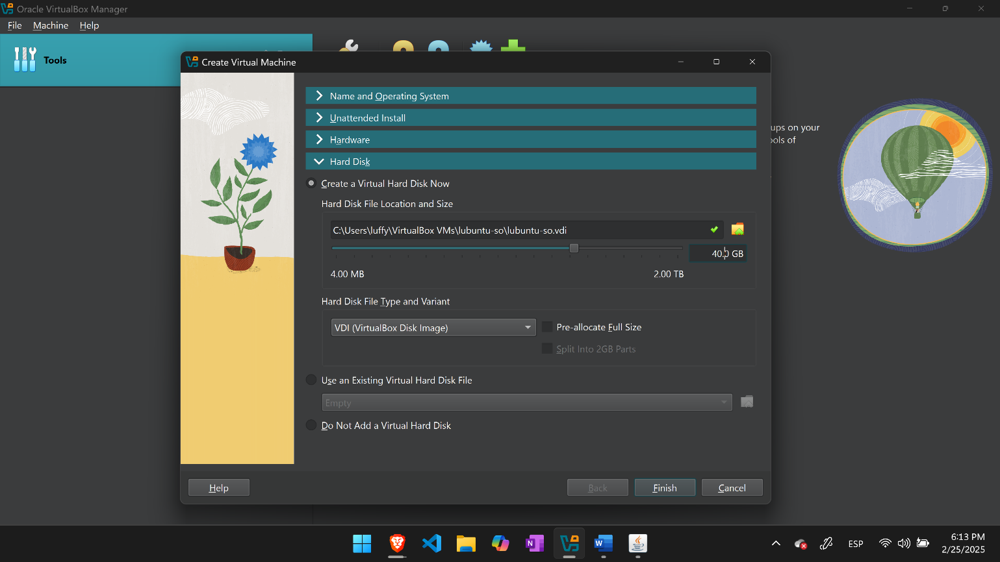 Oracle VirtualBox Manager
File Machine Help
Tools
Create Virtual Machine
Name and Operating System
Unattended Install
Hardware
Hard Disk
Create a Virtual Hard Disk Now
Hard Disk File Location and Size
C:\Users\luffy\VirtualBox VMs\lubuntu-so\lubuntu-so.vdi
40.0 GB
4.00 MB 2.00 TB
Hard Disk File Type and Variant
VDI (VirtualBox Disk Image) Pre-allocate Full Size
Split Into 2GB Parts
Use an Existing Virtual Hard Disk File
Empty
Do Not Add a Virtual Hard Disk
Help Back Finish Cancel
ups on your
ools of
ESP
6:13 PM
2/25/2025